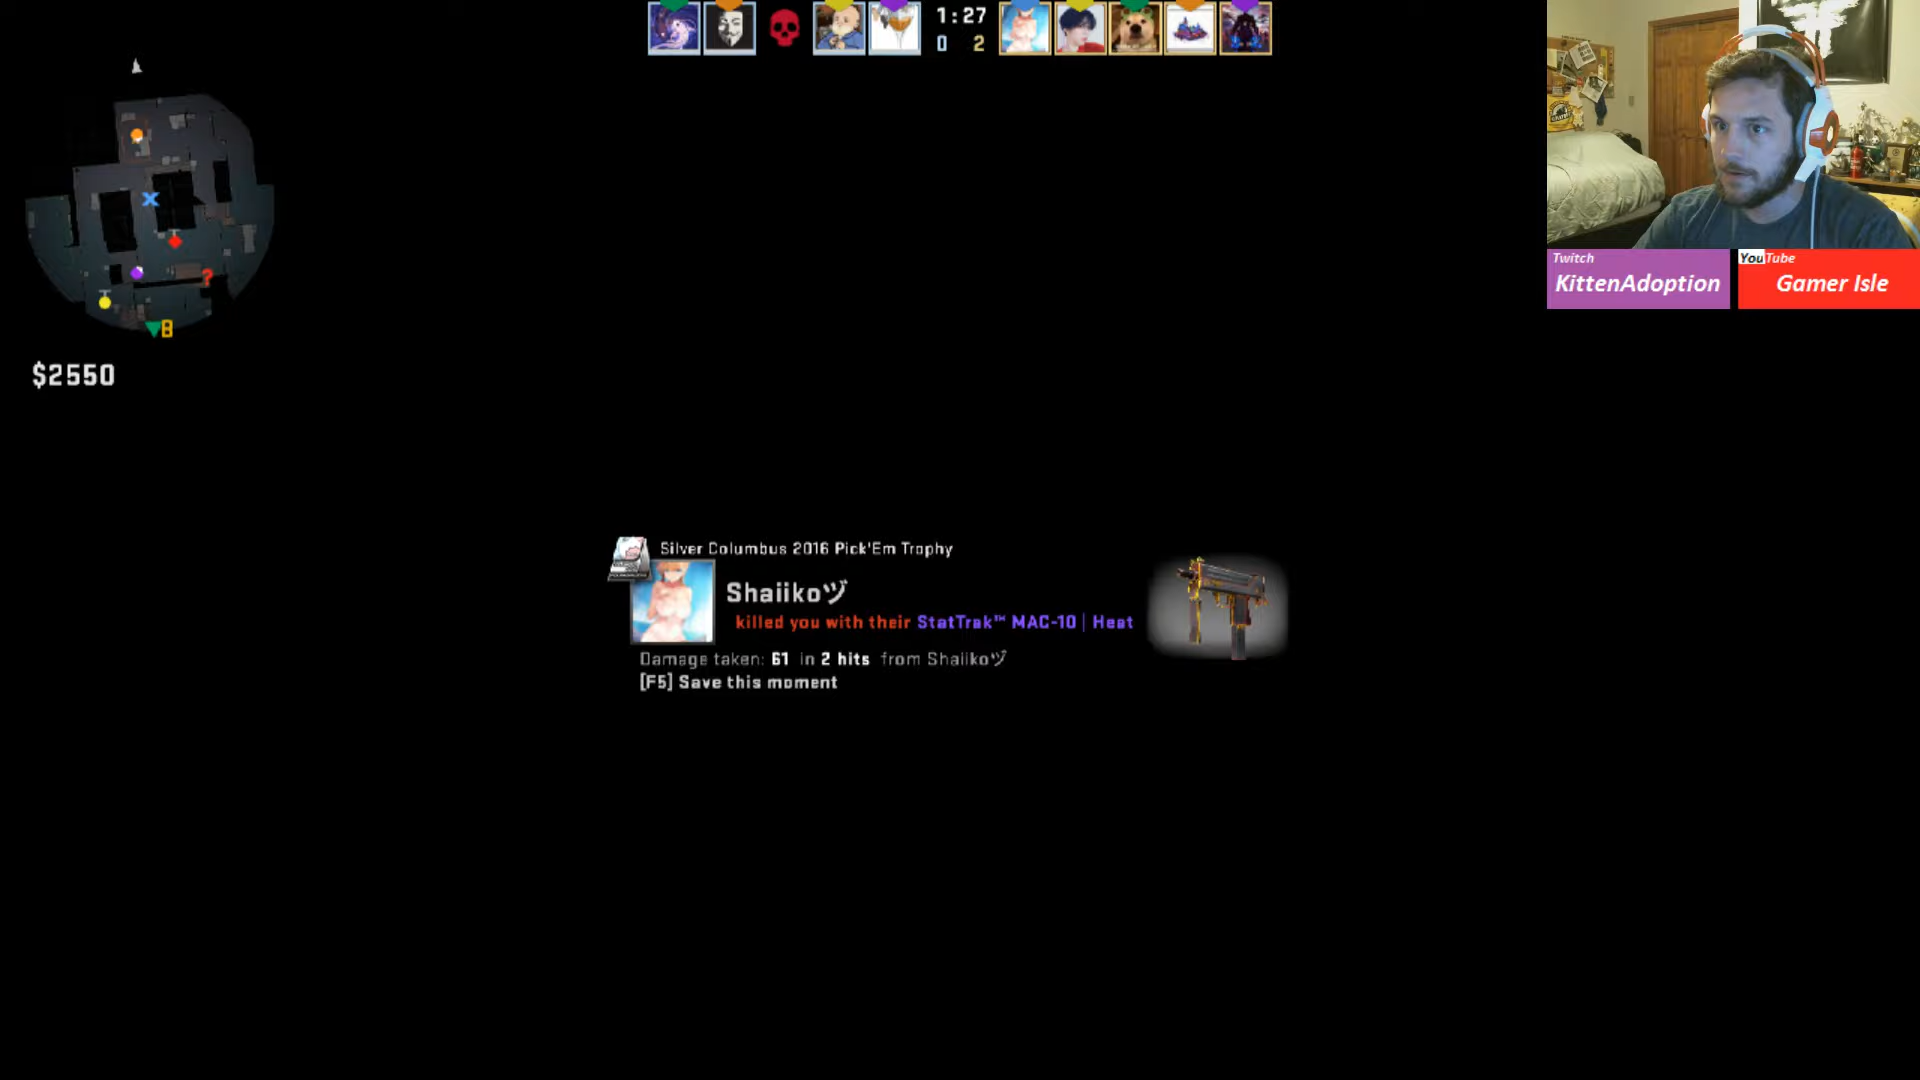 1:27
0 2
$2550
Silver Columbus 2016 Pick'Em Trophy
Shaiikoヅ
killed you with their StatTrak™ MAC-10 | Heat
Damage taken: 61 in 2 hits from Shaiikoヅ
[F5] Save this moment
Twitch
KittenAdoption
YouTube
Gamer Isle
?
B